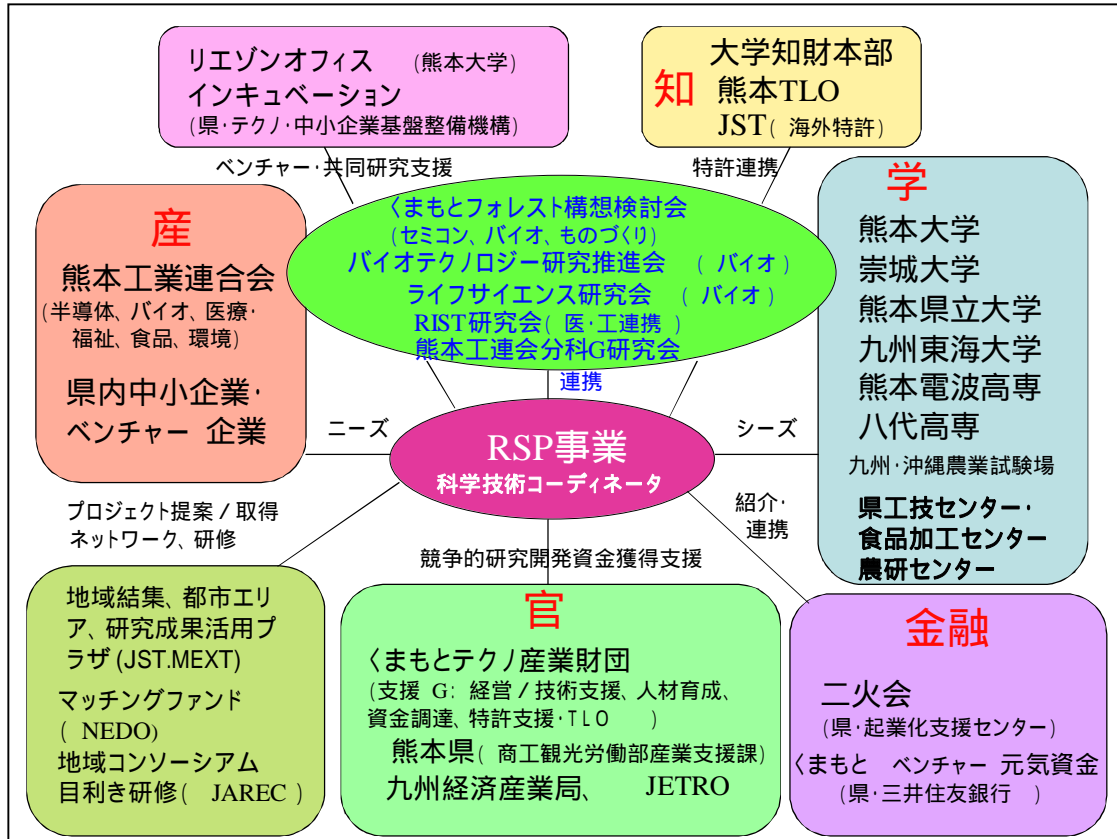 リエゾンオフィス (熊本大学)
インキュベーション
(県・テクノ・中小企業基盤整備機構)
知
大学知財本部
熊本TLO
JST( 海外特許)
ベンチャー・共同研究支援
特許連携
産
熊本工業連合会
(半導体、バイオ、医療・
福祉、食品、環境)
県内中小企業・
ベンチャー 企業
くまもとフォレスト構想検討会
(セミコン、バイオ、ものづくり)
バイオテクノロジー研究推進会 ( バイオ )
ライフサイエンス研究会 ( バイオ )
RIST研究会( 医・工連携 )
熊本工連会分科G研究会
連携
学
熊本大学
崇城大学
熊本県立大学
九州東海大学
熊本電波高専
八代高専
九州・沖縄農業試験場
県工技センター・
食品加工センター
農研センター
ニーズ
RSP事業
科学技術コーディネータ
シーズ
プロジェクト提案 / 取得
ネットワーク、研修
競争的研究開発資金獲得支援
紹介・
連携
地域結集、都市エリ
ア、研究成果活用プ
ラザ (JST.MEXT)
マッチングファンド
( NEDO)
地域コンソーシアム
目利き研修( JAREC )
官
くまもとテクノ産業財団
(支援 G: 経営 / 技術支援、人材育成、
資金調達、特許支援・TLO )
熊本県( 商工観光労働部産業支援課)
九州経済産業局、 JETRO
金融
二火会
(県・起業化支援センター)
くまもと ベンチャー 元気資金
(県・三井住友銀行 )